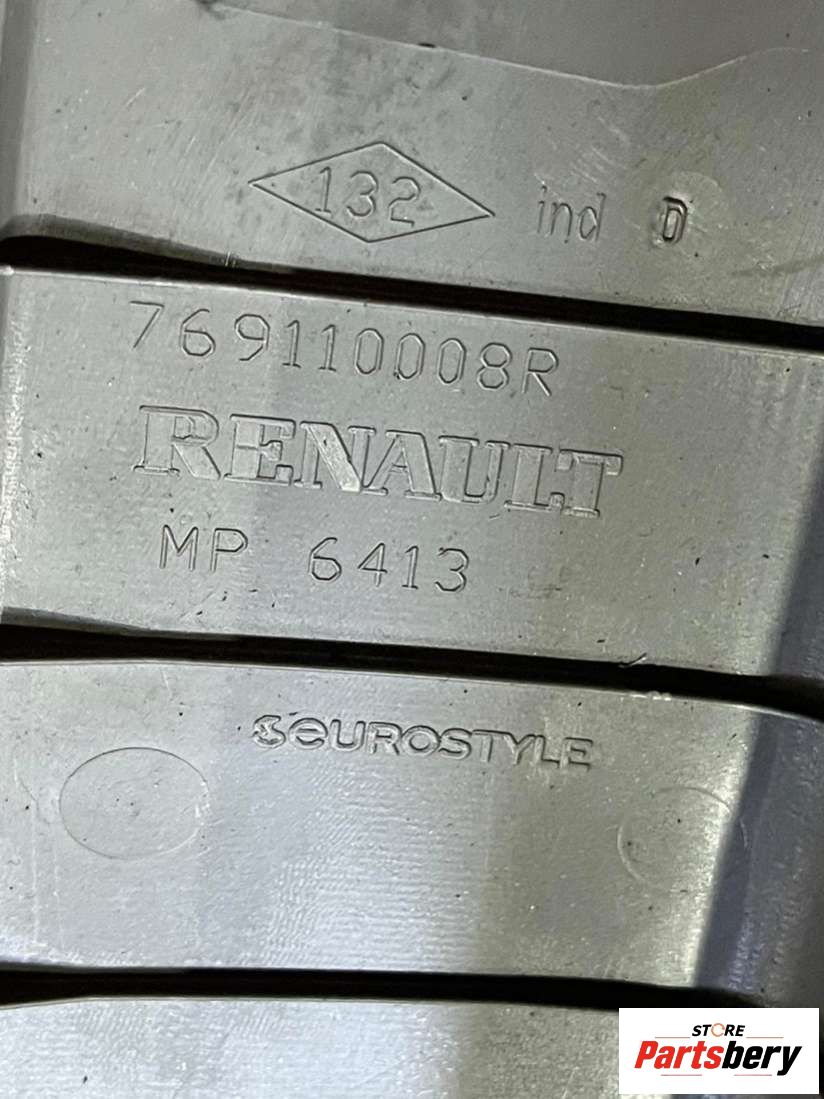 132 ind D
769110008R
RENAULT
MP 6413
eUROSTYLE
STORE
Partsbery